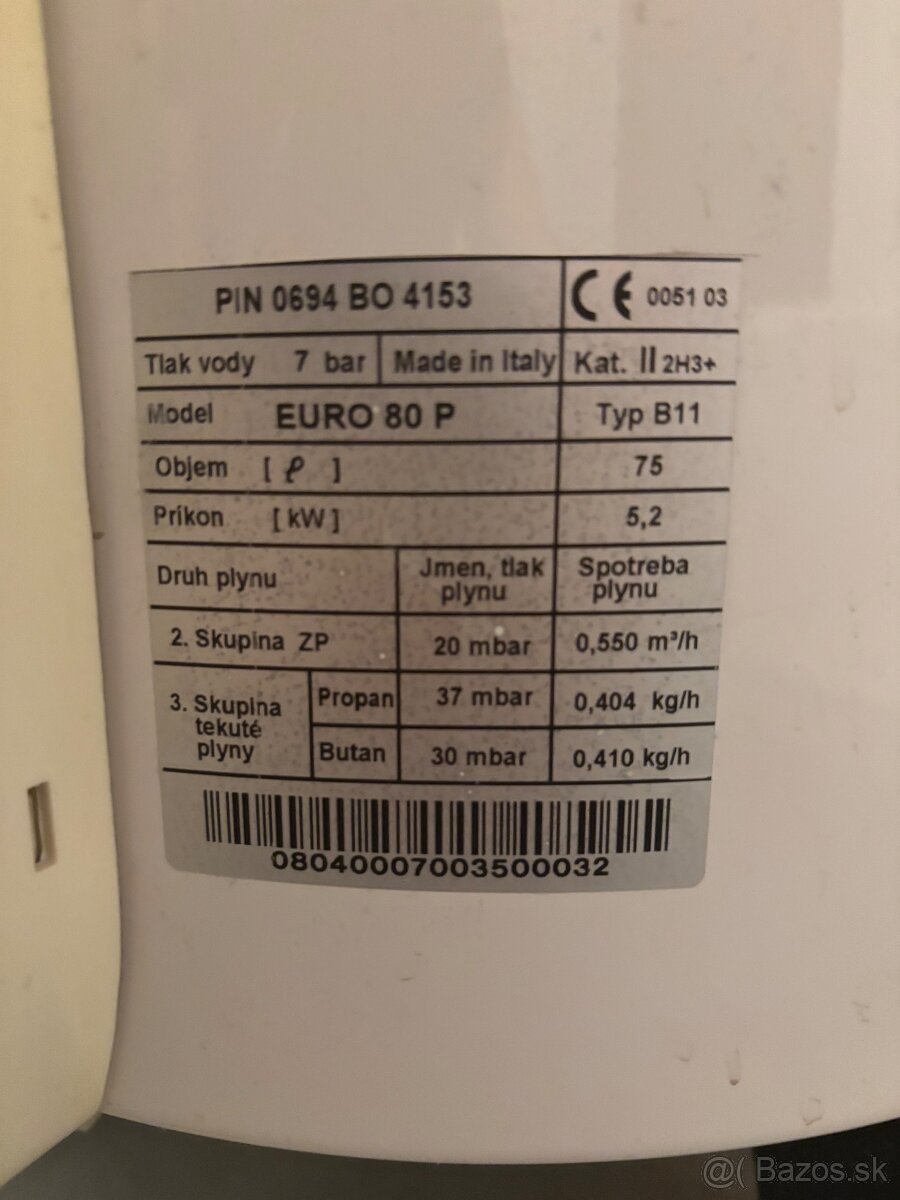 PIN 0694 BO 4153 CE 0051 03
Tlak vody 7 bar Made in Italy Kat. II 2H3+
Model EURO 80 P Typ B11
Objem [ ℓ ] 75
Príkon [ kW ] 5,2
Druh plynu Jmen, tlak plynu Spotreba plynu
2. Skupina ZP 20 mbar 0,550 m³/h
3. Skupina tekuté plyny Propan 37 mbar 0,404 kg/h
Butan 30 mbar 0,410 kg/h
08040007003500032
@( Bazos.sk